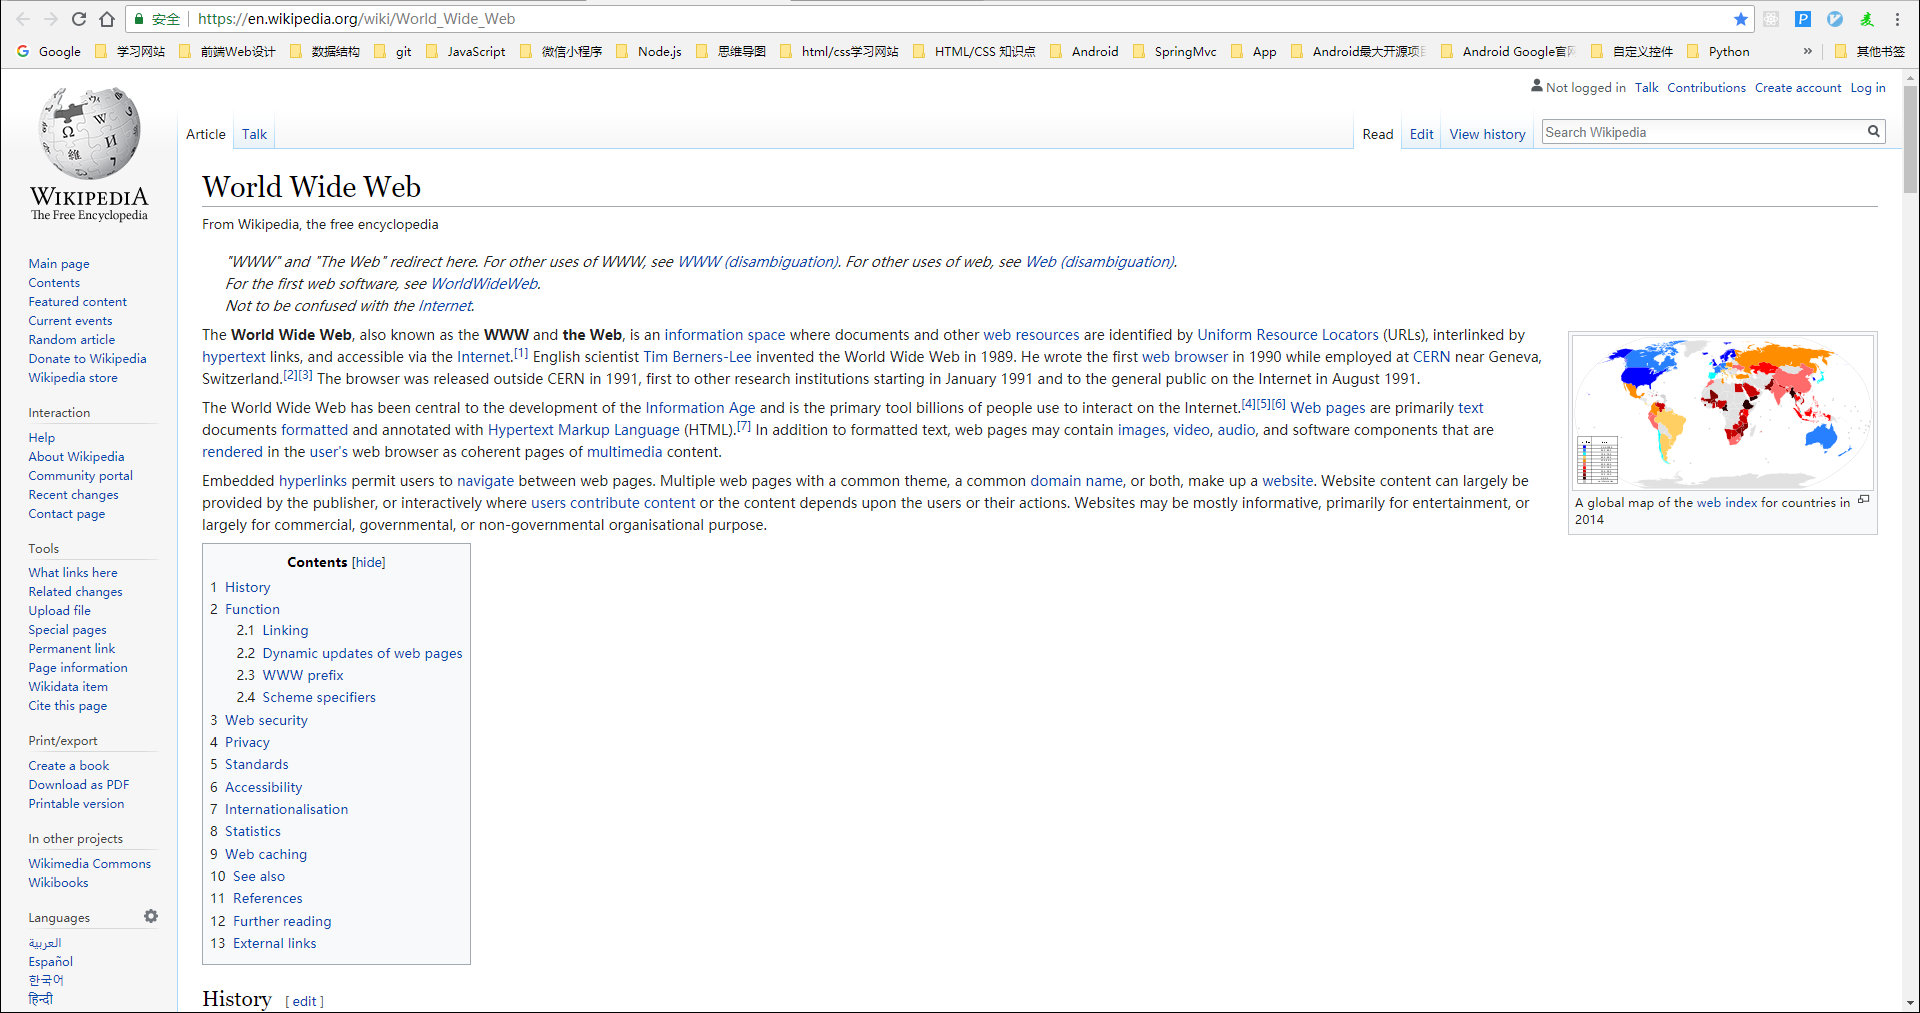 安全 https://en.wikipedia.org/wiki/World_Wide_Web
Google 学习网站 前端Web设计 数据结构 git JavaScript 微信小程序 Node.js 思维导图 html/css学习网站 HTML/CSS 知识点 Android SpringMvc App Android最大开源项 Android Google官 自定义控件 Python » 其他书签
Not logged in Talk Contributions Create account Log in
Article Talk Read Edit View history Search Wikipedia
WIKIPEDIA
The Free Encyclopedia
Main page
Contents
Featured content
Current events
Random article
Donate to Wikipedia
Wikipedia store
Interaction
Help
About Wikipedia
Community portal
Recent changes
Contact page
Tools
What links here
Related changes
Upload file
Special pages
Permanent link
Page information
Wikidata item
Cite this page
Print/export
Create a book
Download as PDF
Printable version
In other projects
Wikimedia Commons
Wikibooks
Languages
العربية
Español
한국어
हिन्दी
World Wide Web
From Wikipedia, the free encyclopedia
"WWW" and "The Web" redirect here. For other uses of WWW, see WWW (disambiguation). For other uses of web, see Web (disambiguation).
For the first web software, see WorldWideWeb.
Not to be confused with the Internet.
The World Wide Web, also known as the WWW and the Web, is an information space where documents and other web resources are identified by Uniform Resource Locators (URLs), interlinked by
hypertext links, and accessible via the Internet.[1] English scientist Tim Berners-Lee invented the World Wide Web in 1989. He wrote the first web browser in 1990 while employed at CERN near Geneva,
Switzerland.[2][3] The browser was released outside CERN in 1991, first to other research institutions starting in January 1991 and to the general public on the Internet in August 1991.
The World Wide Web has been central to the development of the Information Age and is the primary tool billions of people use to interact on the Internet.[4][5][6] Web pages are primarily text
documents formatted and annotated with Hypertext Markup Language (HTML).[7] In addition to formatted text, web pages may contain images, video, audio, and software components that are
rendered in the user's web browser as coherent pages of multimedia content.
Embedded hyperlinks permit users to navigate between web pages. Multiple web pages with a common theme, a common domain name, or both, make up a website. Website content can largely be
provided by the publisher, or interactively where users contribute content or the content depends upon the users or their actions. Websites may be mostly informative, primarily for entertainment, or
largely for commercial, governmental, or non-governmental organisational purpose.
A global map of the web index for countries in
2014
Contents [hide]
1 History
2 Function
2.1 Linking
2.2 Dynamic updates of web pages
2.3 WWW prefix
2.4 Scheme specifiers
3 Web security
4 Privacy
5 Standards
6 Accessibility
7 Internationalisation
8 Statistics
9 Web caching
10 See also
11 References
12 Further reading
13 External links
History [ edit ]